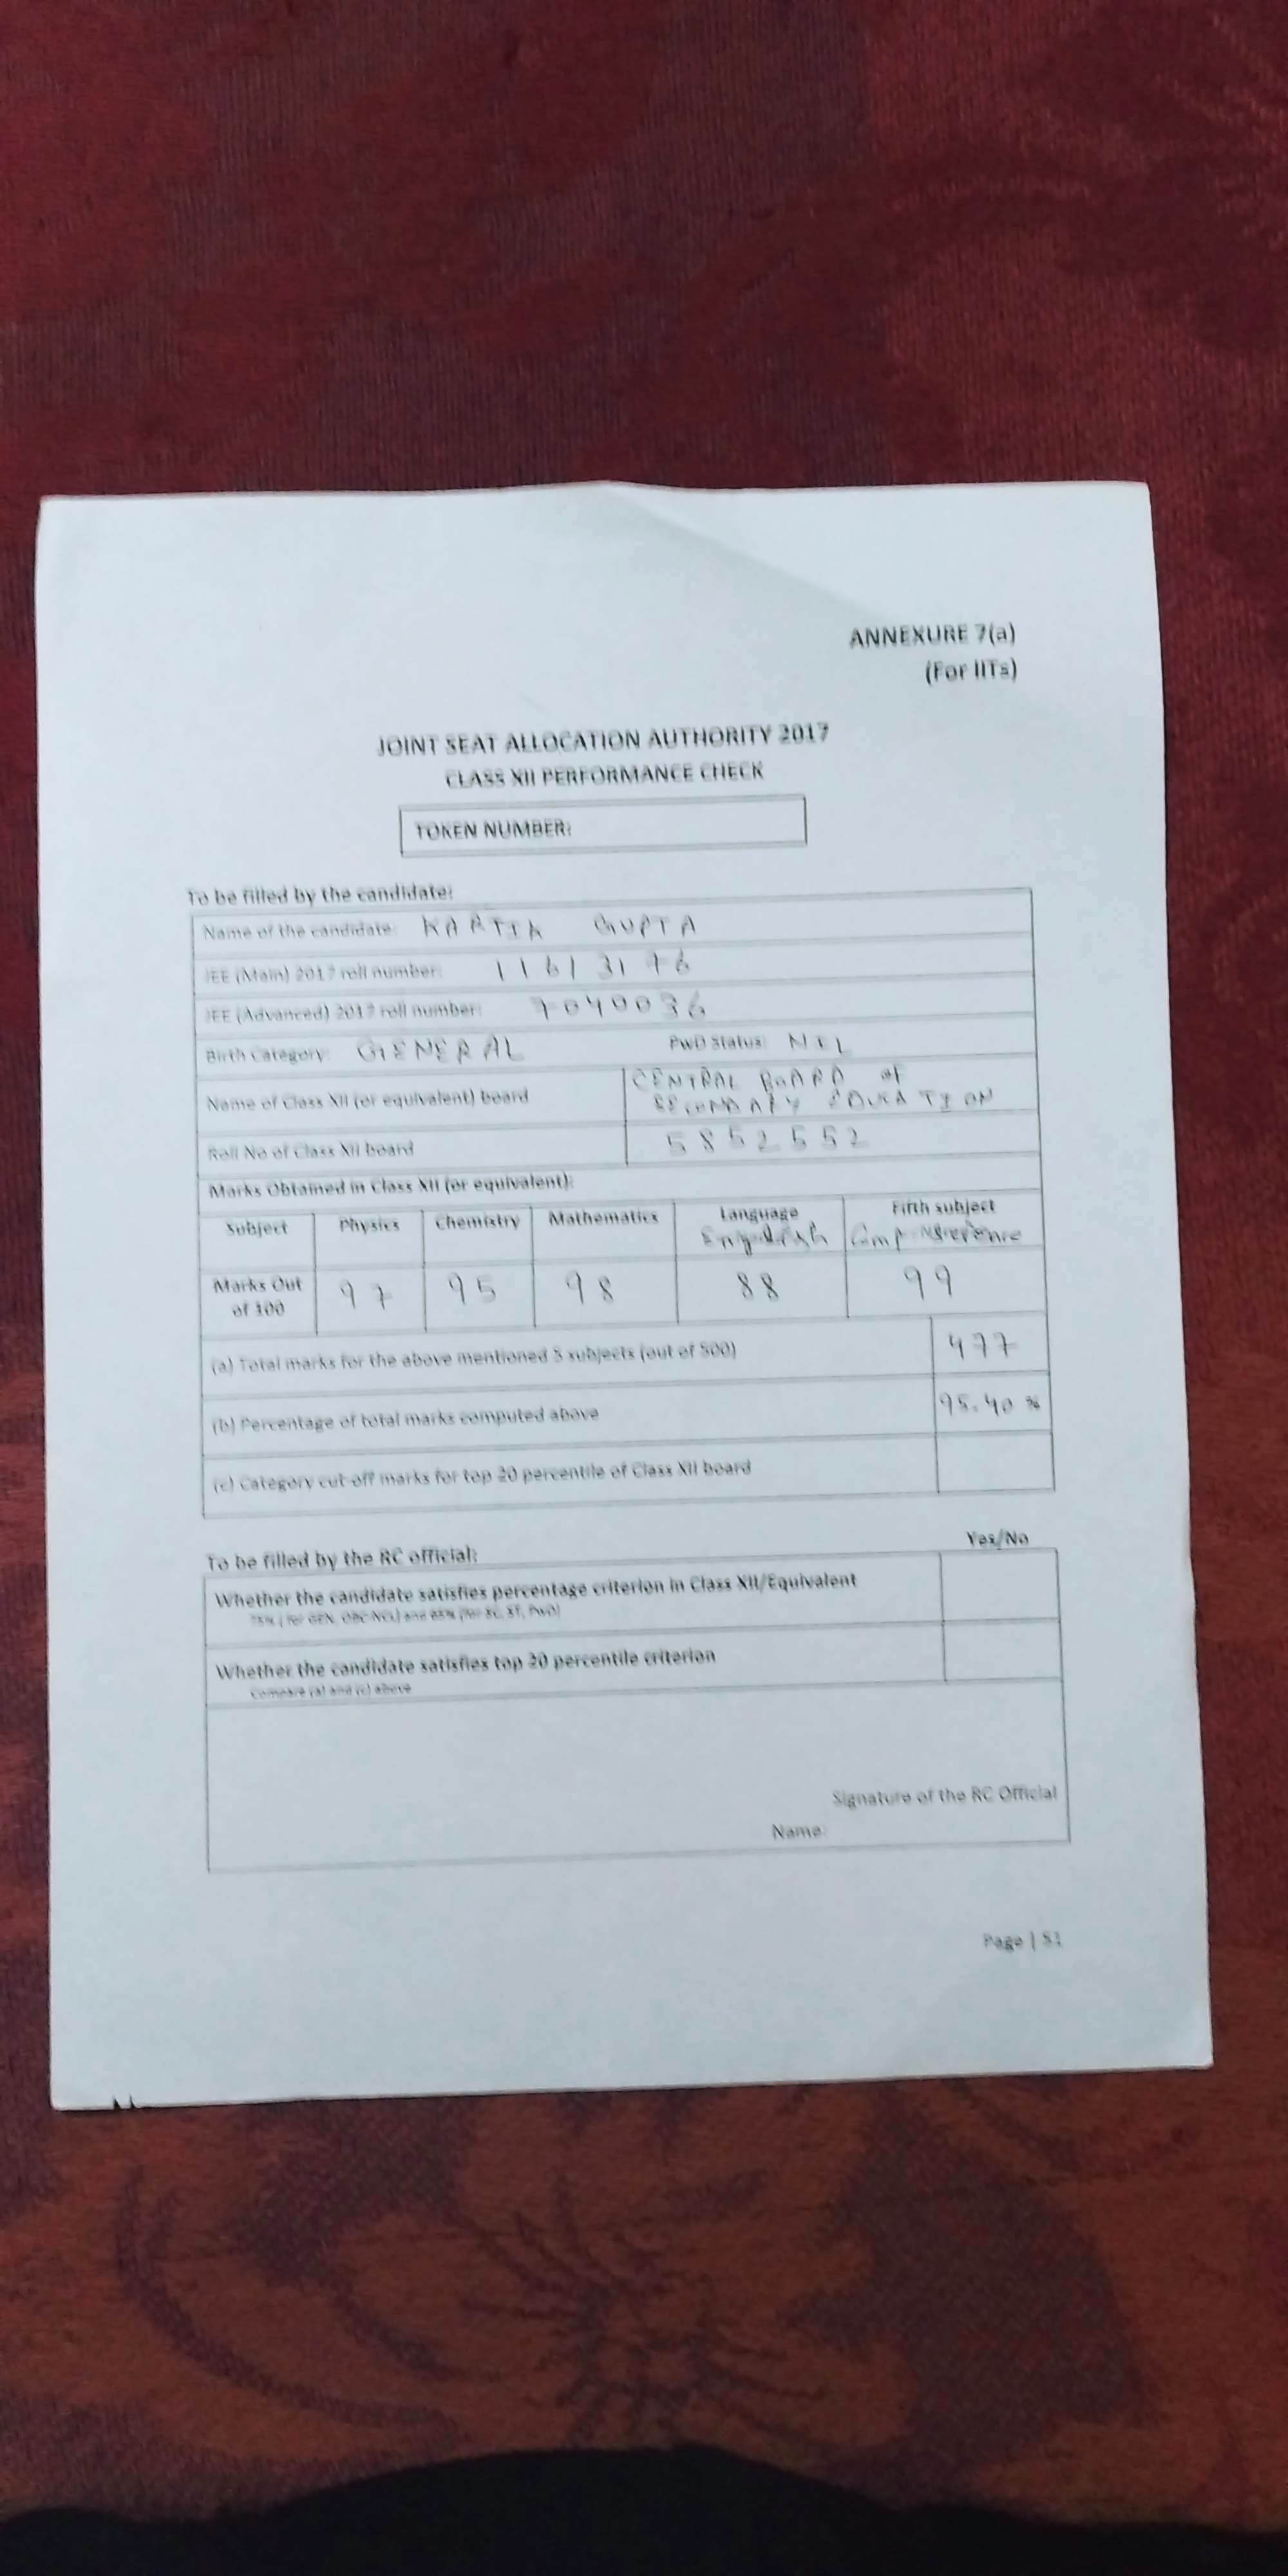 ANNEXURE 7(a)
(For IITs)
JOINT SEAT ALLOCATION AUTHORITY 2017
CLASS XII PERFORMANCE CHECK
TOKEN NUMBER:
To be filled by the candidate:
Name of the candidate: KARTIK GUPTA
JEE (Main) 2017 roll number: 11613176
JEE (Advanced) 2017 roll number: 7040036
Birth Category: GENERAL PwD Status: NIL
Name of Class XII (or equivalent) board CENTRAL BOARD OF
SECONDARY EDUCATION
Roll No of Class XII board 5852552
Marks Obtained in Class XII (or equivalent):
Subject Physics Chemistry Mathematics Language Fifth subject
English Comp
Marks Out of 100 97 95 98 88 99
(a) Total marks for the above mentioned 5 subjects (out of 500) 477
(b) Percentage of total marks computed above 95.40 %
(c) Category cut-off marks for top 20 percentile of Class XII board
To be filled by the RC official: Yes/No
Whether the candidate satisfies percentage criterion in Class XII/Equivalent
75% (for GEN, OBC-NCL) and 65% (for SC, ST, PwD)
Whether the candidate satisfies top 20 percentile criterion
Compare (a) and (c) above
Signature of the RC Official
Name:
Page | 51